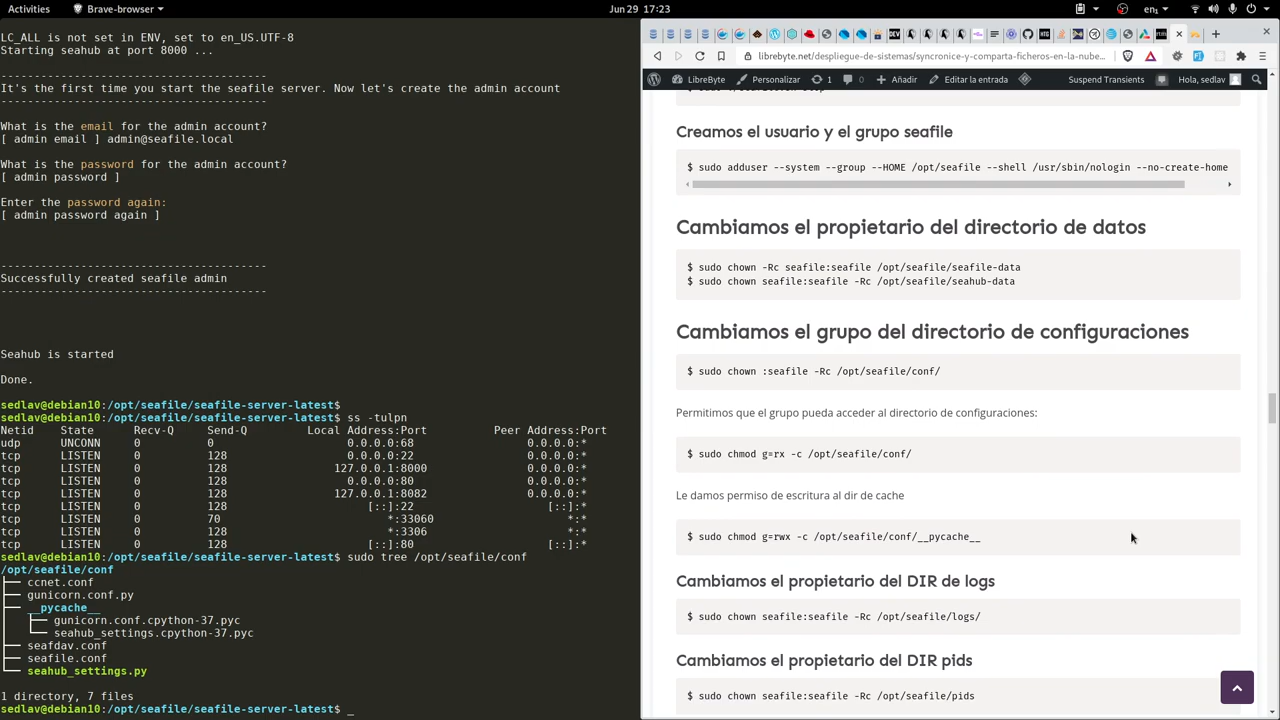 Activities
Brave-browser
Jun 29 17:23
en₁
LC_ALL is not set in ENV, set to en_US.UTF-8
Starting seahub at port 8000 ...
----------------------------------------
It's the first time you start the seafile server. Now let's create the admin account
----------------------------------------
What is the email for the admin account?
[ admin email ] admin@seafile.local
What is the password for the admin account?
[ admin password ]
Enter the password again:
[ admin password again ]
----------------------------------------
Successfully created seafile admin
----------------------------------------
Seahub is started
Done.
sedlav@debian10:/opt/seafile/seafile-server-latest$
sedlav@debian10:/opt/seafile/seafile-server-latest$ ss -tulpn
Netid State Recv-Q Send-Q Local Address:Port Peer Address:Port
udp UNCONN 0 0 0.0.0.0:68 0.0.0.0:*
tcp LISTEN 0 128 0.0.0.0:22 0.0.0.0:*
tcp LISTEN 0 128 127.0.0.1:8000 0.0.0.0:*
tcp LISTEN 0 128 0.0.0.0:80 0.0.0.0:*
tcp LISTEN 0 128 127.0.0.1:8082 0.0.0.0:*
tcp LISTEN 0 128 [::]:22 [::]:*
tcp LISTEN 0 70 *:33060 *:*
tcp LISTEN 0 128 *:3306 *:*
tcp LISTEN 0 128 [::]:80 [::]:*
sedlav@debian10:/opt/seafile/seafile-server-latest$ sudo tree /opt/seafile/conf
/opt/seafile/conf
├── ccnet.conf
├── gunicorn.conf.py
├── __pycache__
│   ├── gunicorn.conf.cpython-37.pyc
│   └── seahub_settings.cpython-37.pyc
├── seafdav.conf
├── seafile.conf
└── seahub_settings.py
1 directory, 7 files
sedlav@debian10:/opt/seafile/seafile-server-latest$ _
librebyte.net/despliegue-de-sistemas/syncronice-y-comparta-ficheros-en-la-nube...
LibreByte
Personalizar
1
0
Añadir
Editar la entrada
Suspend Transients
Hola, sedlav
Creamos el usuario y el grupo seafile
$ sudo adduser --system --group --HOME /opt/seafile --shell /usr/sbin/nologin --no-create-home
Cambiamos el propietario del directorio de datos
$ sudo chown -Rc seafile:seafile /opt/seafile/seafile-data
$ sudo chown seafile:seafile -Rc /opt/seafile/seahub-data
Cambiamos el grupo del directorio de configuraciones
$ sudo chown :seafile -Rc /opt/seafile/conf/
Permitimos que el grupo pueda acceder al directorio de configuraciones:
$ sudo chmod g=rx -c /opt/seafile/conf/
Le damos permiso de escritura al dir de cache
$ sudo chmod g=rwx -c /opt/seafile/conf/__pycache__
Cambiamos el propietario del DIR de logs
$ sudo chown seafile:seafile -Rc /opt/seafile/logs/
Cambiamos el propietario del DIR pids
$ sudo chown seafile:seafile -Rc /opt/seafile/pids